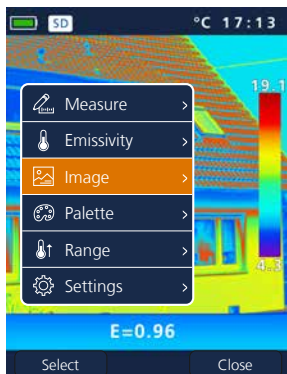 SD °C 17:13
19.1
Measure
Emissivity
Image
Palette
Range
Settings
4.3
E=0.96
Select Close